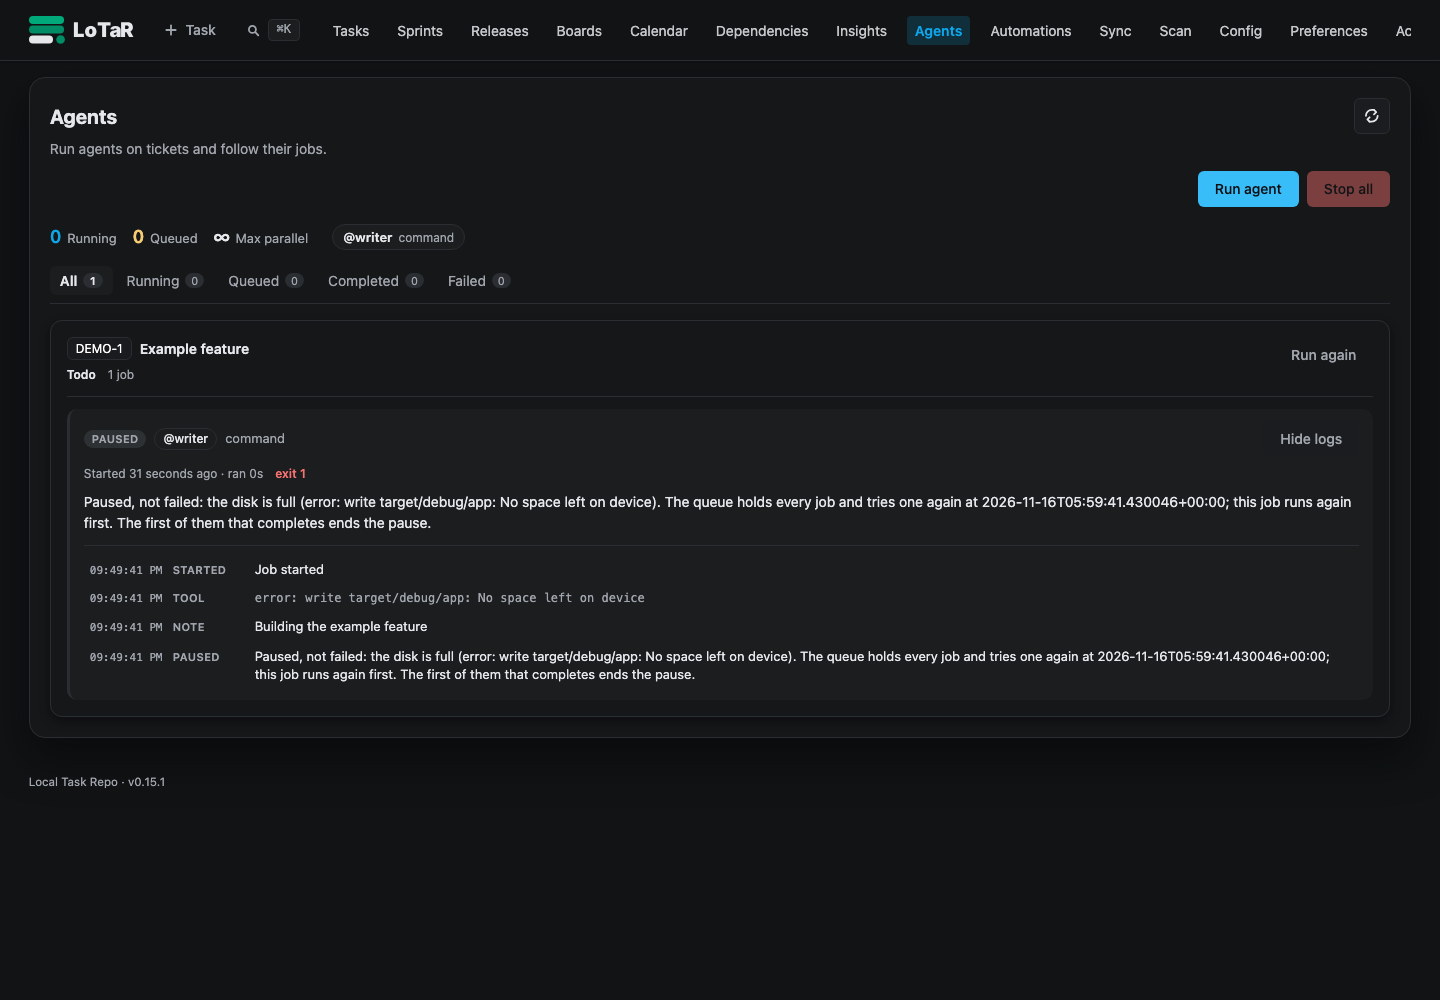 LoTaR
+ Task
⌘K
Tasks
Sprints
Releases
Boards
Calendar
Dependencies
Insights
Agents
Automations
Sync
Scan
Config
Preferences
Ac
Agents
Run agents on tickets and follow their jobs.
Run agent
Stop all
0 Running
0 Queued
∞ Max parallel
@writer command
All 1
Running 0
Queued 0
Completed 0
Failed 0
DEMO-1 Example feature
Run again
Todo 1 job
PAUSED @writer command
Hide logs
Started 31 seconds ago · ran 0s exit 1
Paused, not failed: the disk is full (error: write target/debug/app: No space left on device). The queue holds every job and tries one again at 2026-11-16T05:59:41.430046+00:00; this job runs again
first. The first of them that completes ends the pause.
09:49:41 PM STARTED Job started
09:49:41 PM TOOL error: write target/debug/app: No space left on device
09:49:41 PM NOTE Building the example feature
09:49:41 PM PAUSED Paused, not failed: the disk is full (error: write target/debug/app: No space left on device). The queue holds every job and tries one again at 2026-11-16T05:59:41.430046+00:00;
this job runs again first. The first of them that completes ends the pause.
Local Task Repo · v0.15.1